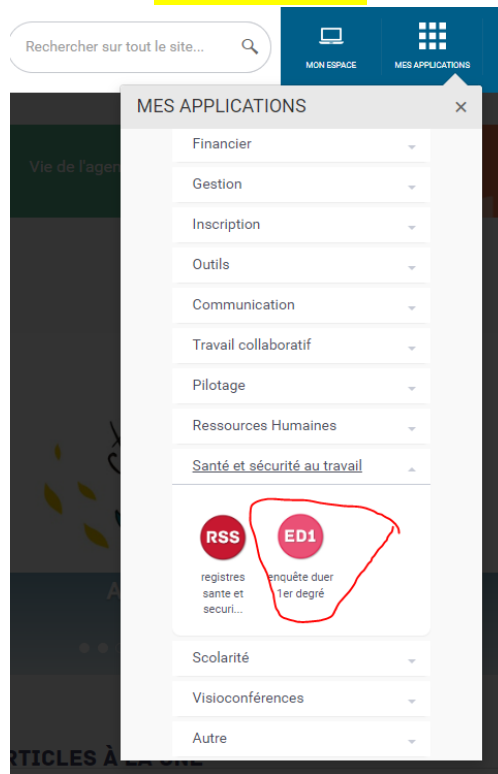 Rechercher sur tout le site...
MON ESPACE
MES APPLICATIONS
MES APPLICATIONS
×
Vie de l'agen
Financier
Gestion
Inscription
Outils
Communication
Travail collaboratif
Pilotage
Ressources Humaines
Santé et sécurité au travail
RSS
ED1
registres
sante et
securi...
enquête duer
1er degré
A
Scolarité
Visioconférences
Autre
RTICLES À LA UNE